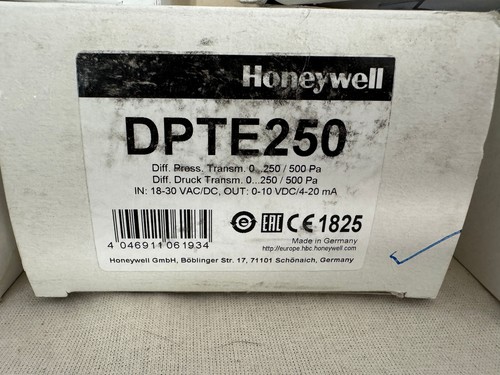 Honeywell
DPTE250
Diff. Press. Transm. 0...250 / 500 Pa
Diff. Druck Transm. 0...250 / 500 Pa
IN: 18-30 VAC/DC, OUT: 0-10 VDC/4-20 mA
e EAC CE 1825
4 046911 061934
Made in Germany
http://europe.hbc.honeywell.com
Honeywell GmbH, Böblinger Str. 17, 71101 Schönaich, Germany